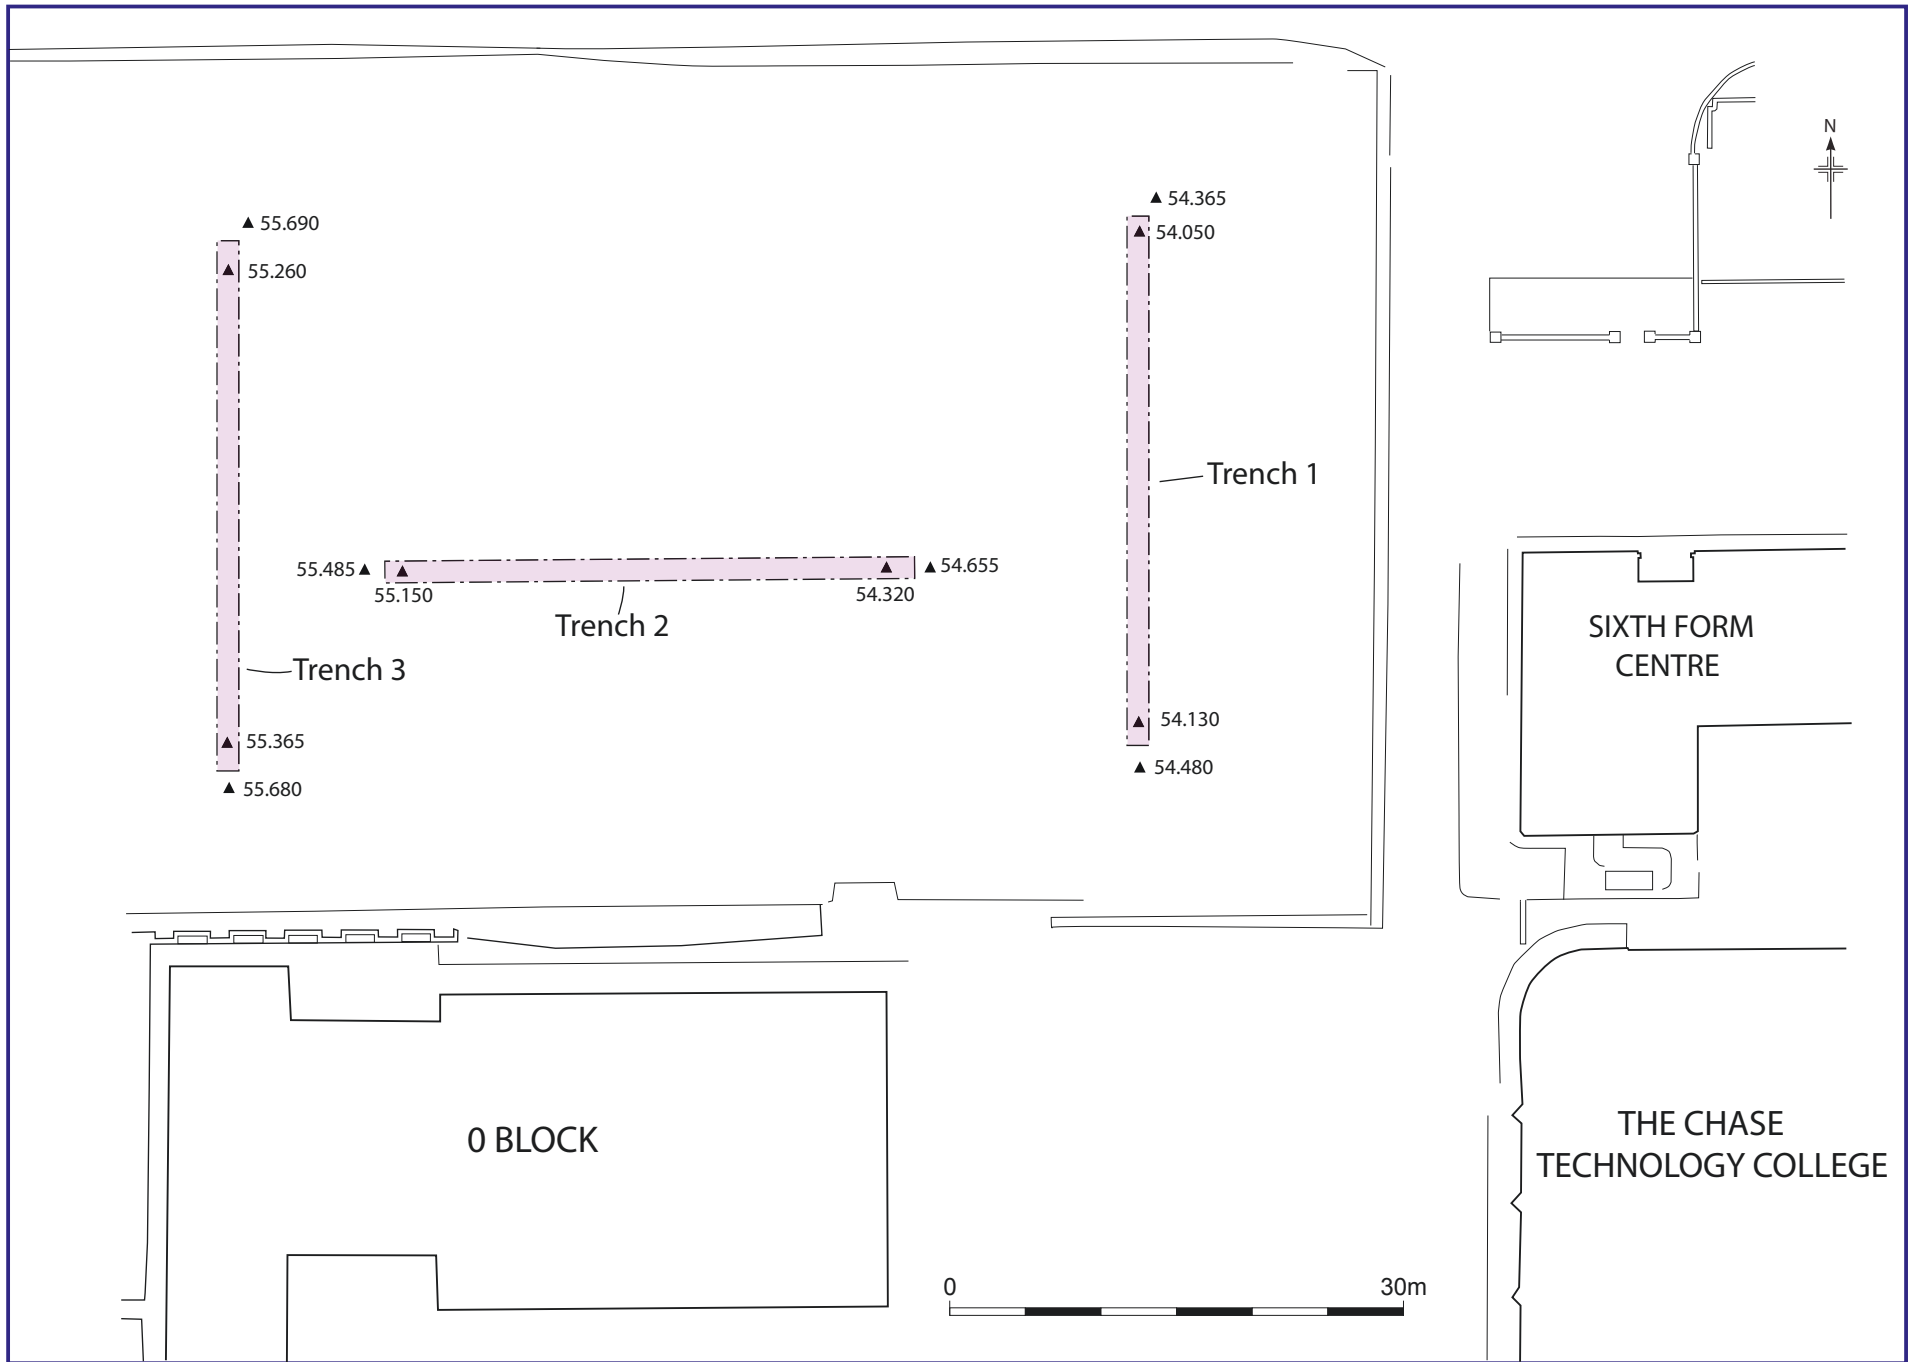 N
54.365
55.690
54.050
55.260
Trench 1
55.485
54.655
55.150
54.320
Trench 2
SIXTH FORM
CENTRE
Trench 3
54.130
55.365
54.480
55.680
0 BLOCK
THE CHASE
TECHNOLOGY COLLEGE
0
30m